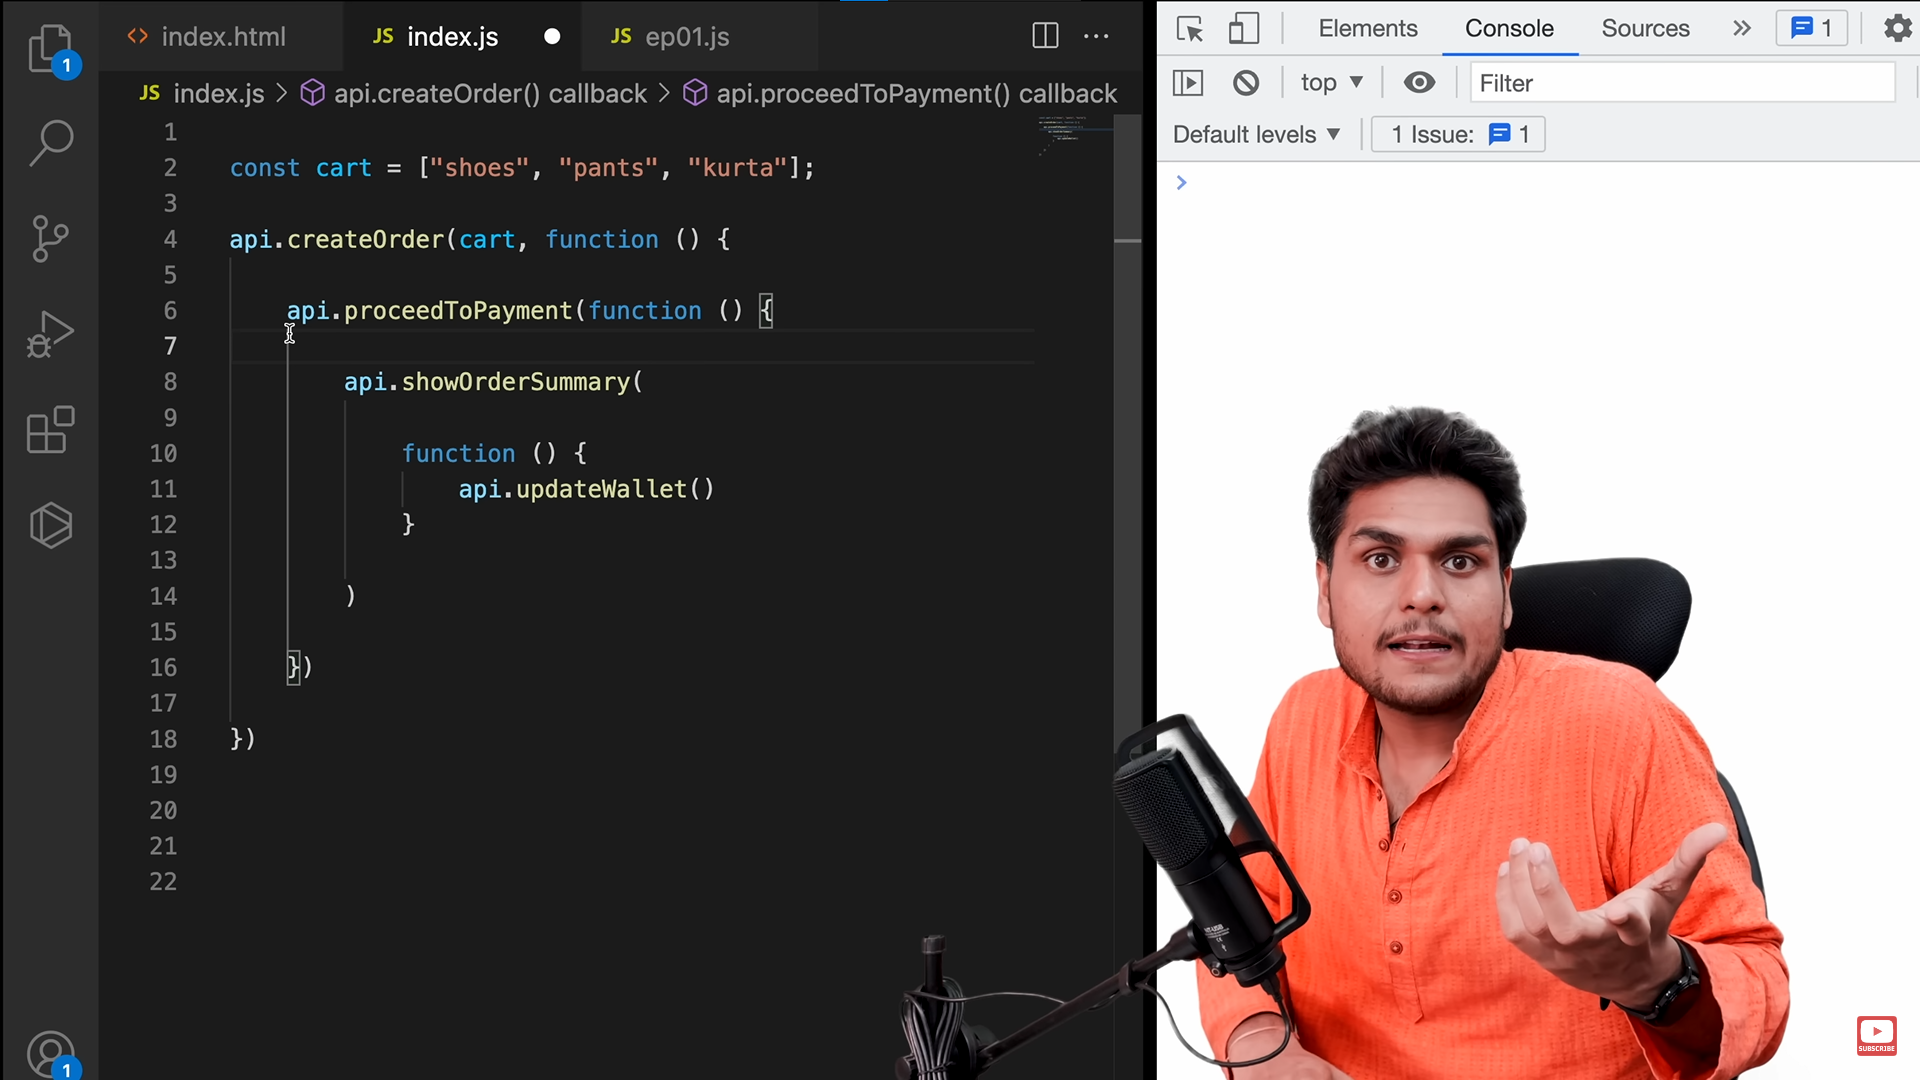 index.html
JS index.js
JS ep01.js
JS index.js > api.createOrder() callback > api.proceedToPayment() callback
1
2 const cart = ["shoes", "pants", "kurta"];
3
4 api.createOrder(cart, function () {
5
6 api.proceedToPayment(function () {
7
8 api.showOrderSummary(
9
10 function () {
11 api.updateWallet()
12 }
13
14 )
15
16 })
17
18 })
19
20
21
22
1
1
Elements Console Sources 1
top Filter
Default levels 1 Issue: 1
SUBSCRIBE